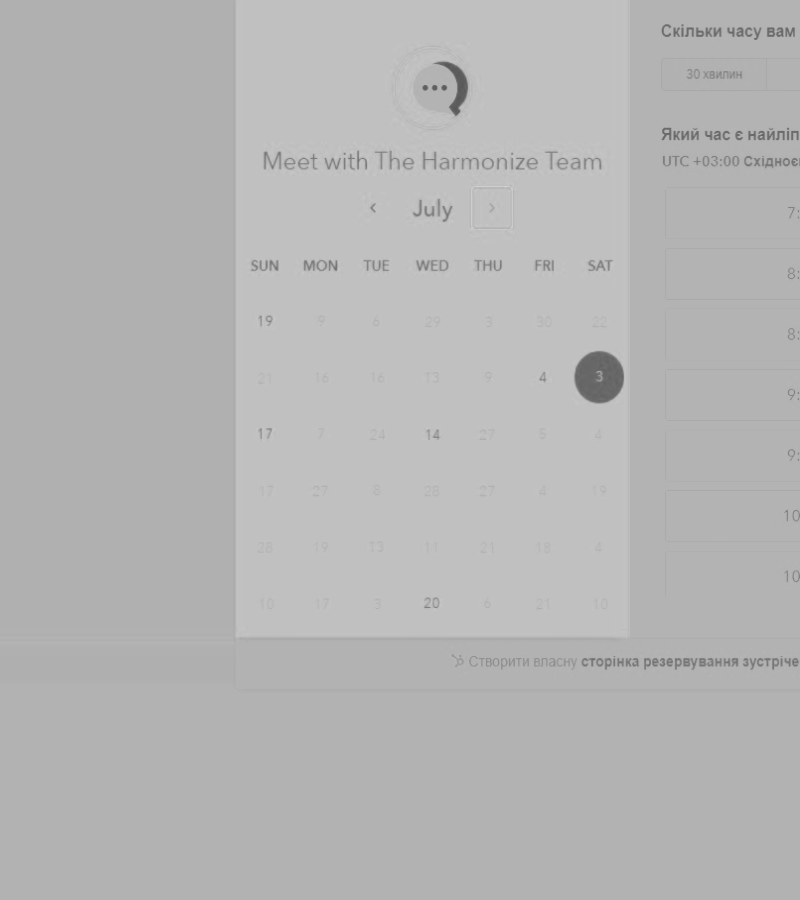 Meet with The Harmonize Team
July
SUN MON TUE WED THU FRI SAT
19 9 6 29 3 30 22
21 16 16 13 9 4 3
17 7 24 14 27 5 4
17 27 8 28 27 4 19
28 19 13 11 21 18 4
10 17 3 20 6 21 10
Скільки часу вам
30 хвилин
Який час є найліп
UTC +03:00 Східноє
7:
8:
8:
9:
9:
10
10
Створити власну сторінка резервування зустріче